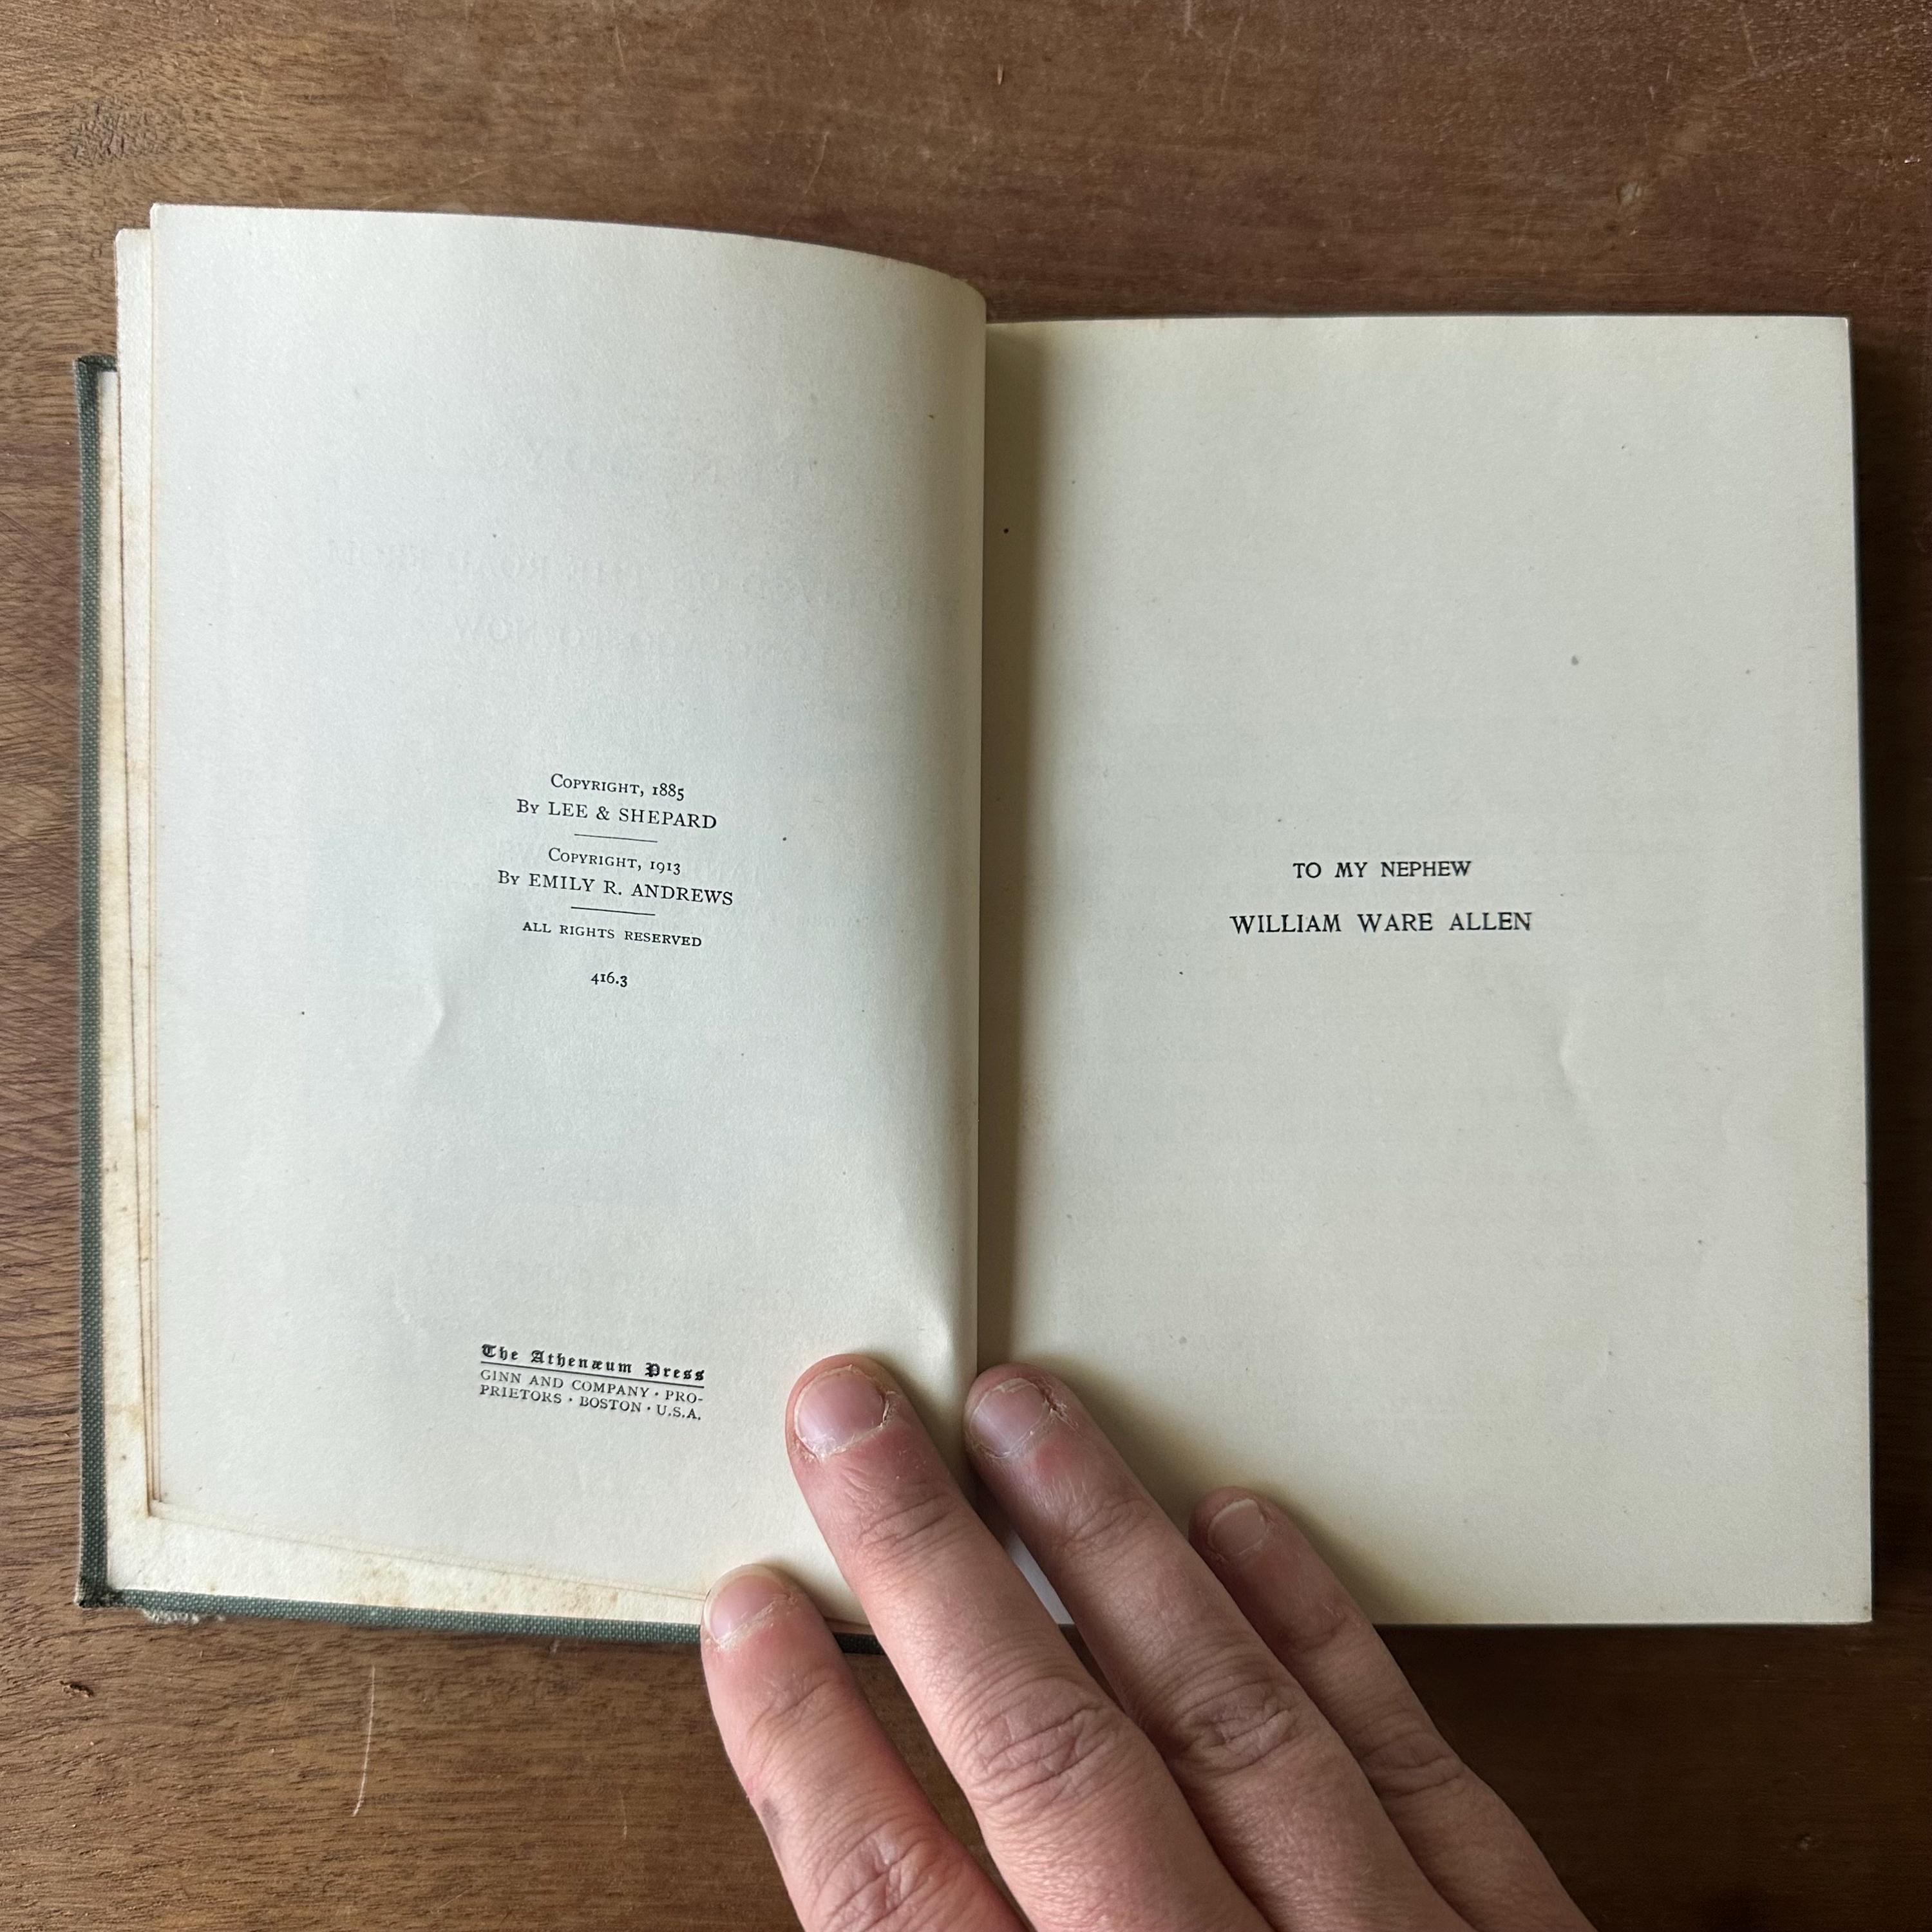 COPYRIGHT, 1885
BY LEE & SHEPARD
COPYRIGHT, 1913
BY EMILY R. ANDREWS
ALL RIGHTS RESERVED
416.3
The Athenæum Press
GINN AND COMPANY · PRO-
PRIETORS · BOSTON · U.S.A.
TO MY NEPHEW
WILLIAM WARE ALLEN